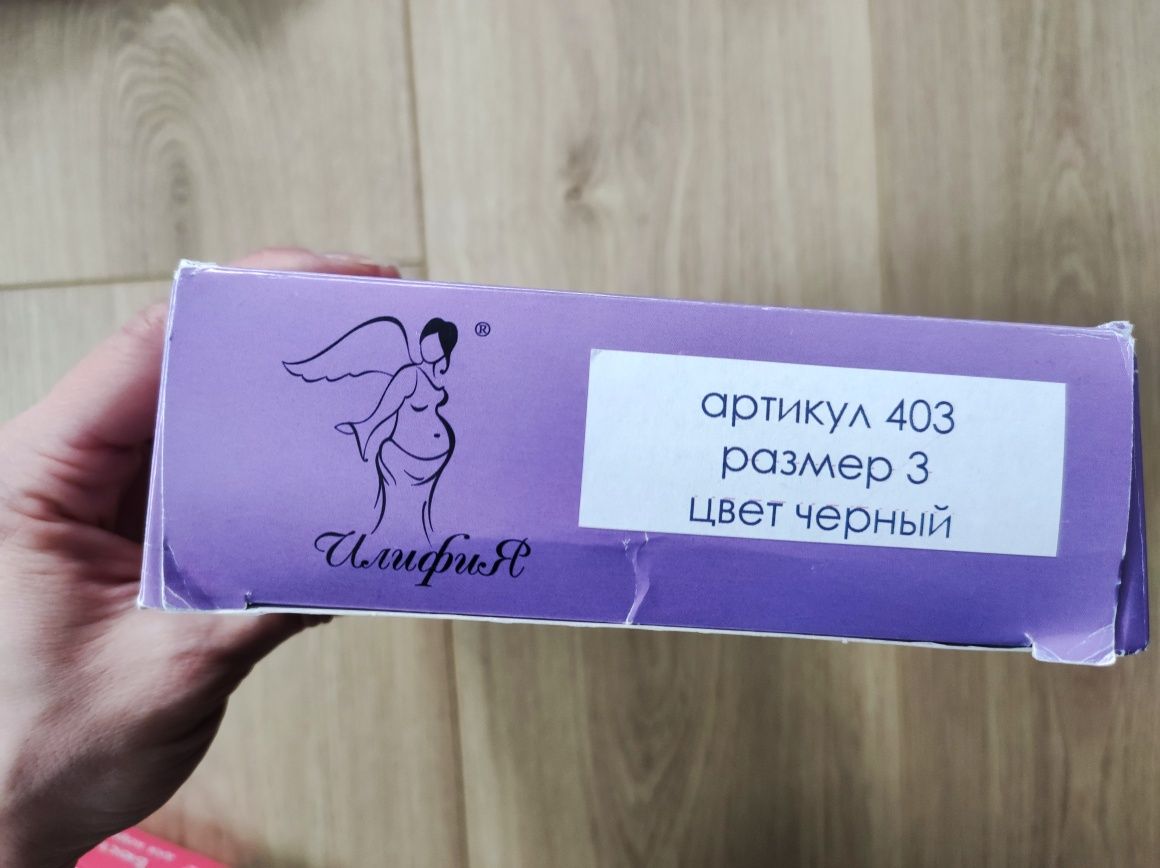 ®
ИлифиЯ
артикул 403
размер 3
цвет черный